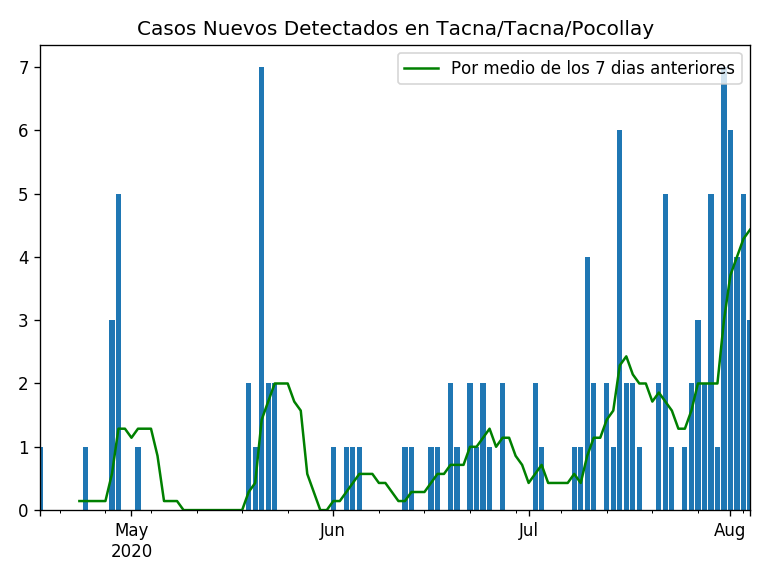 Casos Nuevos Detectados en Tacna/Tacna/Pocollay
Por medio de los 7 dias anteriores
7
6
5
4
3
2
1
0
May
2020
Jun
Jul
Aug